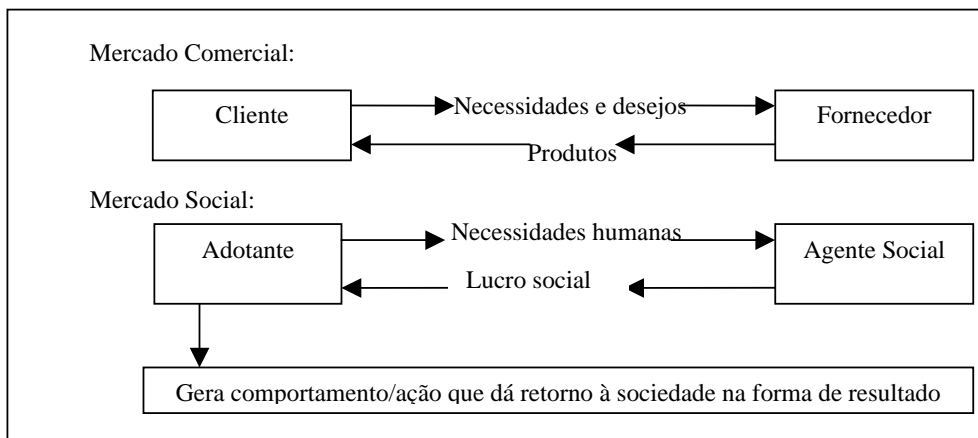 Mercado Comercial:
Cliente
Necessidades e desejos
Fornecedor
Produtos
Mercado Social:
Adotante
Necessidades humanas
Agente Social
Lucro social
Gera comportamento/ação que dá retorno à sociedade na forma de resultado